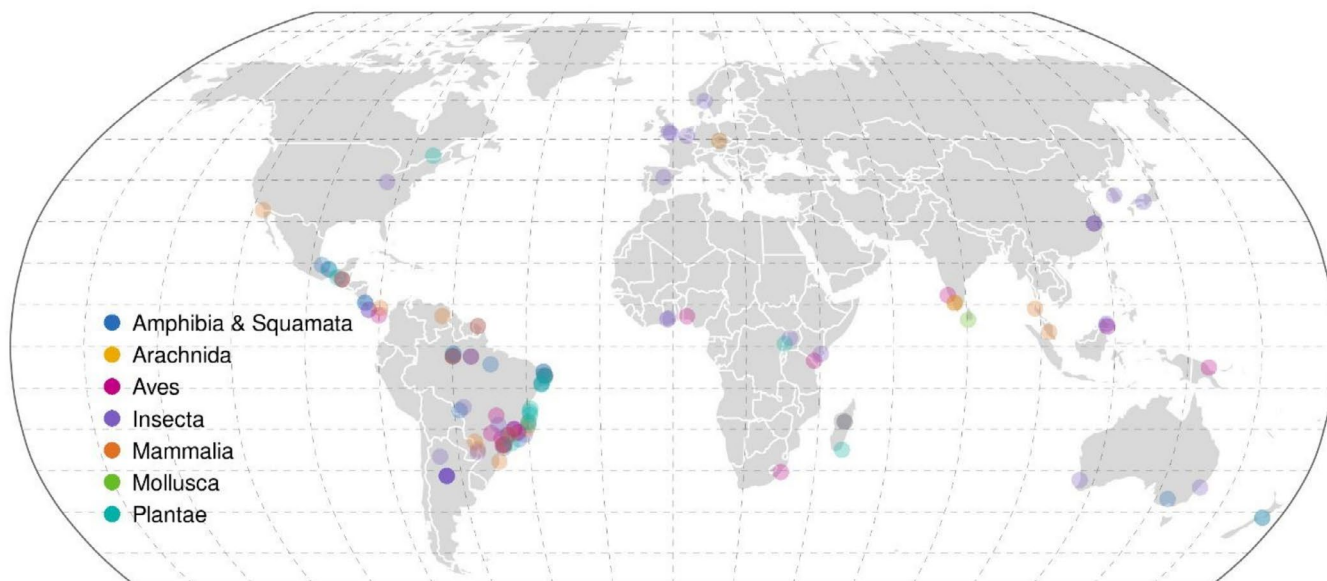 Amphibia & Squamata
Arachnida
Aves
Insecta
Mammalia
Mollusca
Plantae